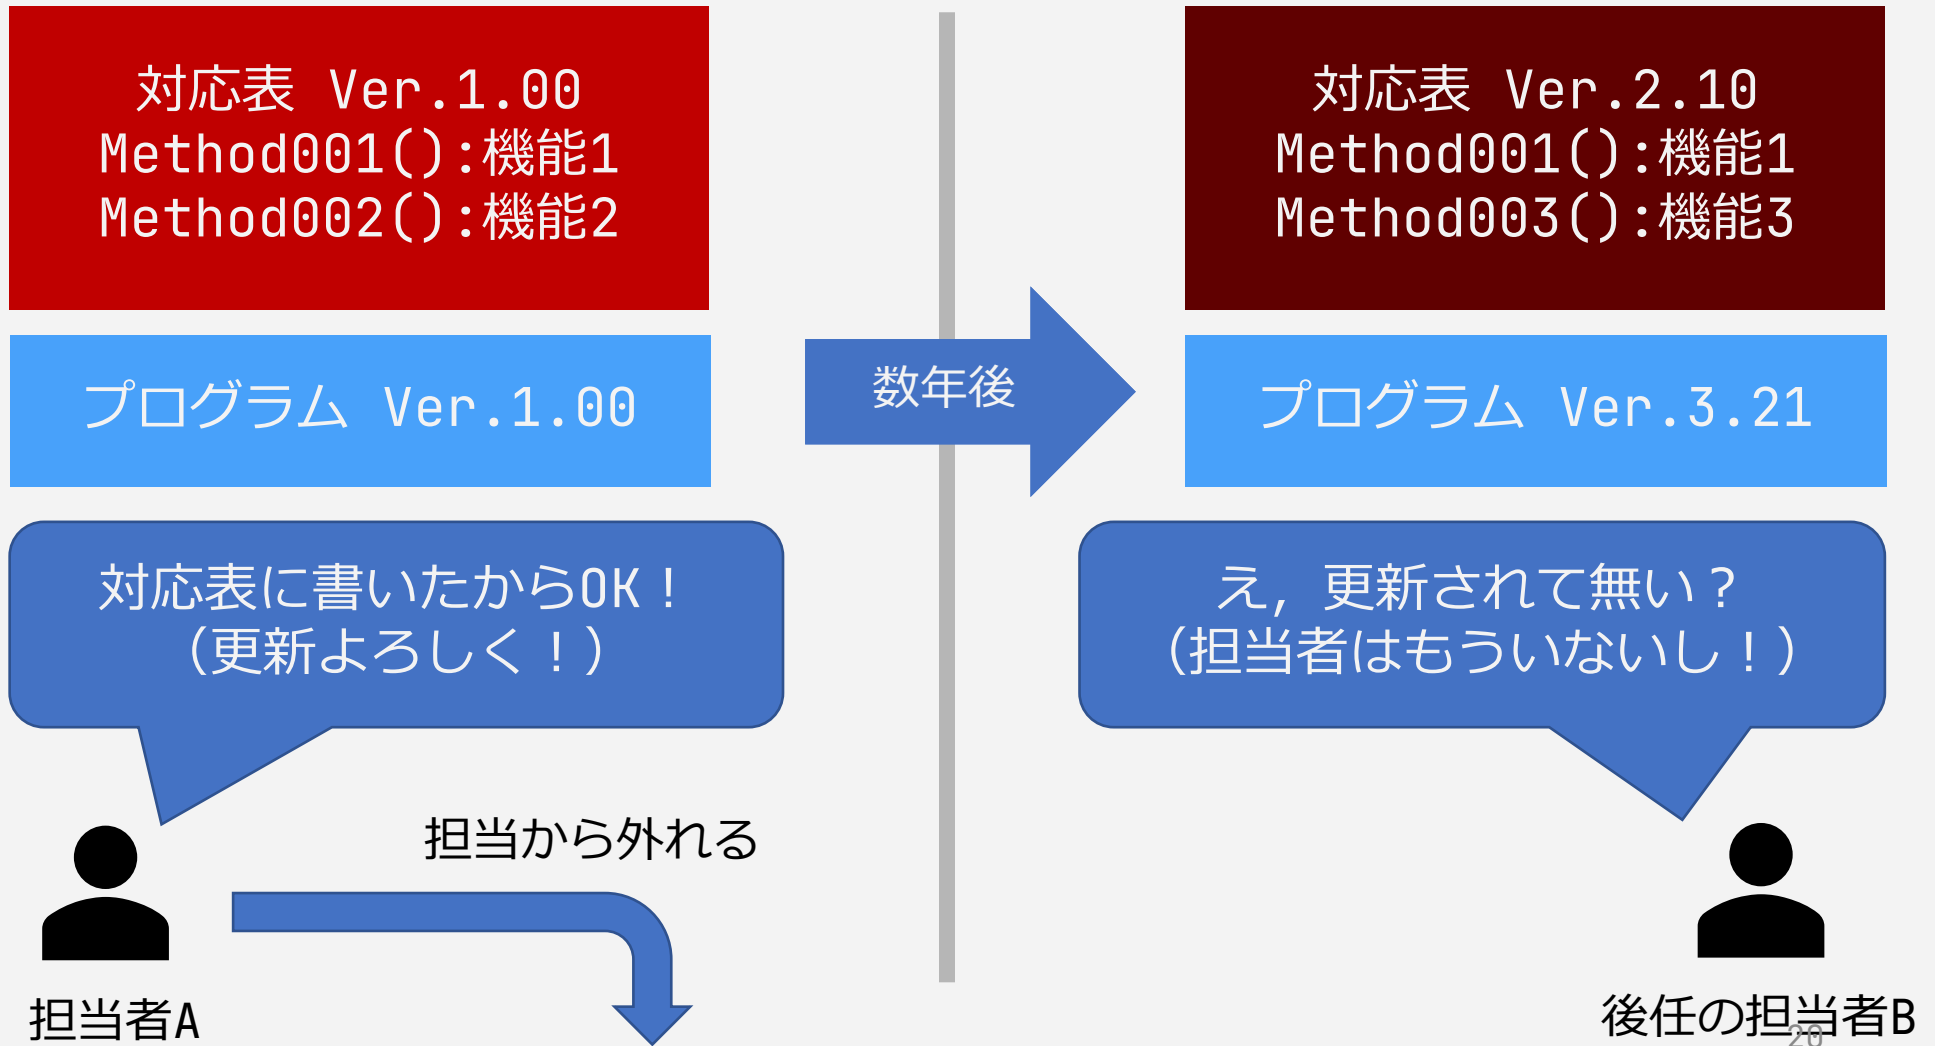 対応表 Ver.1.00
Method001():機能1
Method002():機能2
プログラム Ver.1.00
対応表に書いたからOK！
（更新よろしく！）
担当から外れる
担当者A
数年後
対応表 Ver.2.10
Method001():機能1
Method003():機能3
プログラム Ver.3.21
え，更新されて無い？
（担当者はもういないし！）
後任の担当者B
20